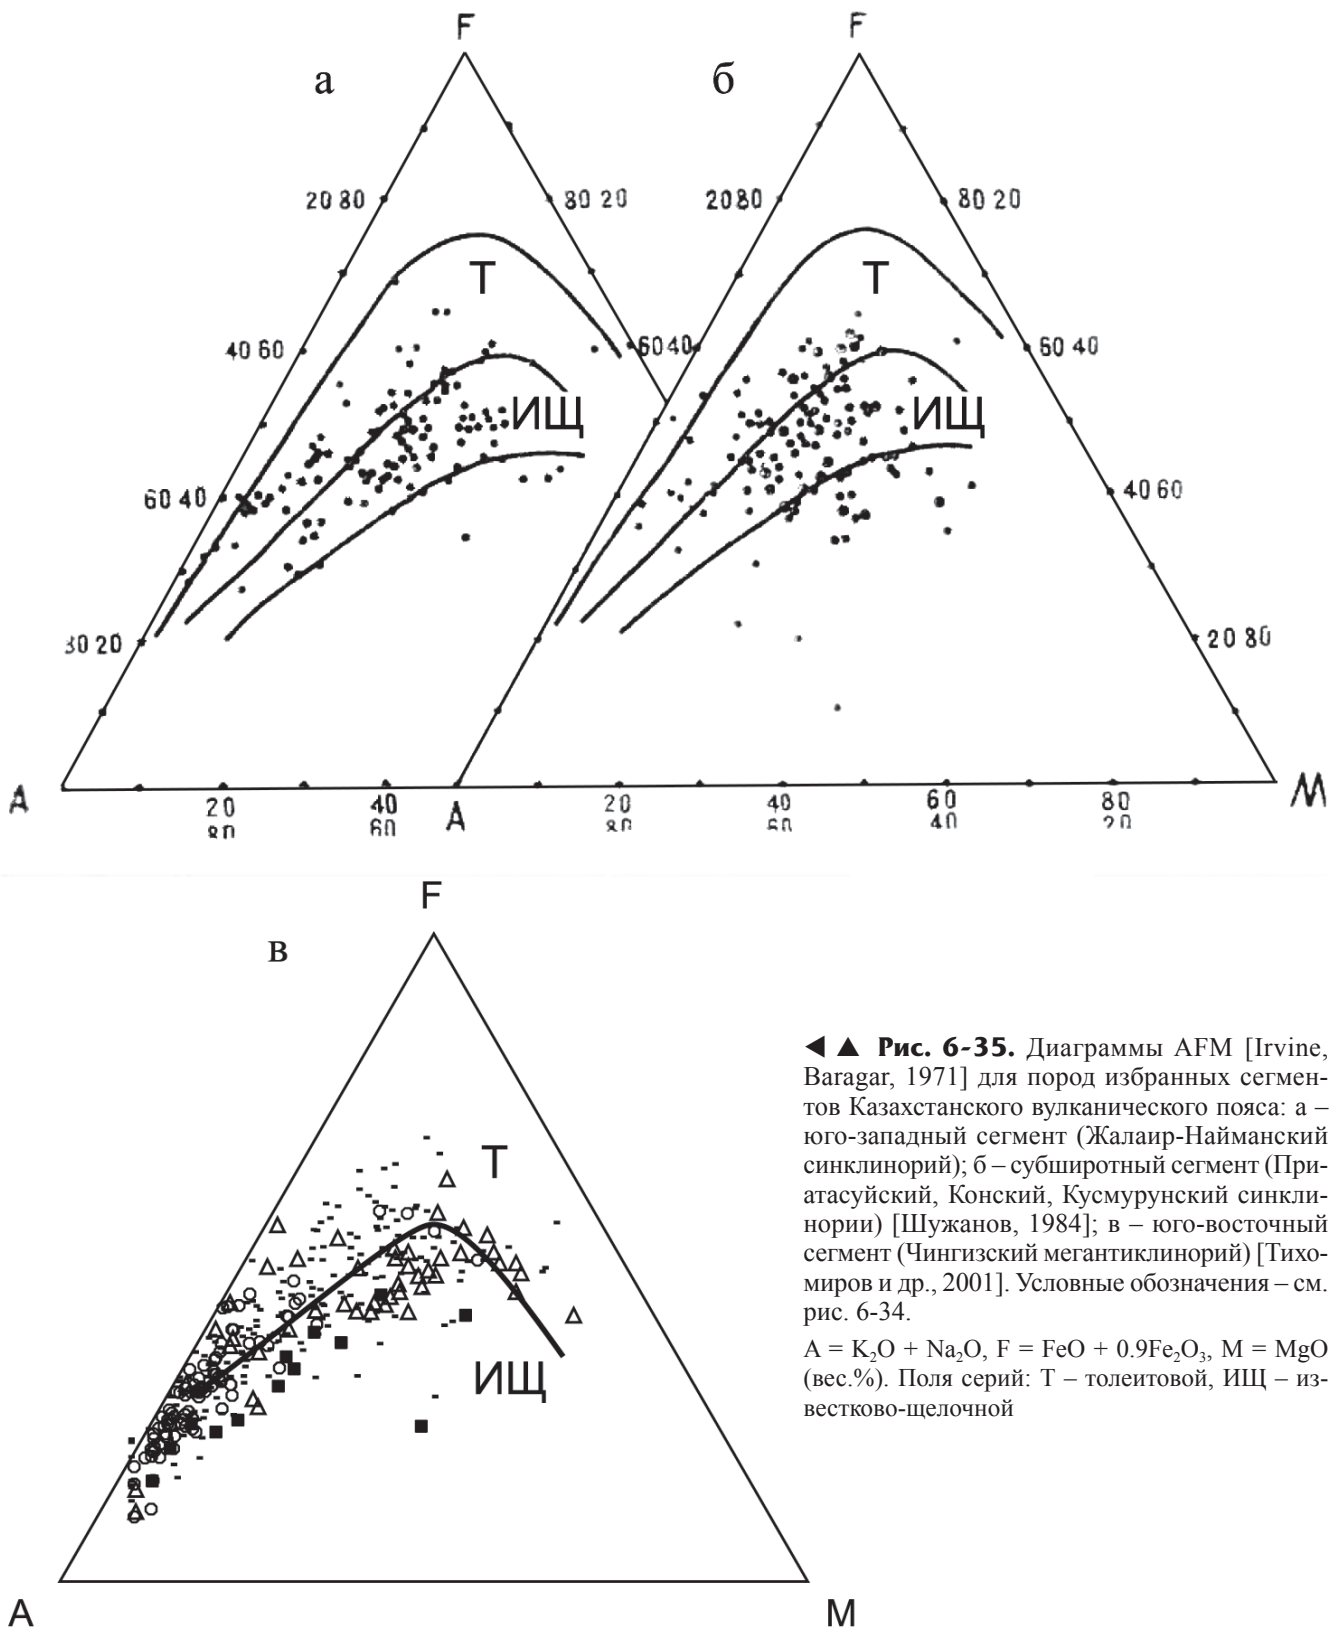 F
F
а
б
20 80
80 20
20 80
80 20
Т
Т
40 60
60 40
60 40
ИЩ
ИЩ
60 40
40 60
80 20
20 80
А
20
40
А
20
40
60
80
М
80
60
80
60
40
20
F
в
Т
ИЩ
А
М
◄ ▲ Рис. 6-35. Диаграммы AFM [Irvine,
Baragar, 1971] для пород избранных сегмен-
тов Казахстанского вулканического пояса: а –
юго-западный сегмент (Жалаир-Найманский
синклинорий); б – субширотный сегмент (При-
атасуйский, Конский, Кусмурунский синкли-
нории) [Шужанов, 1984]; в – юго-восточный
сегмент (Чингизский мегантиклинорий) [Тихо-
миров и др., 2001]. Условные обозначения – см.
рис. 6-34.
A = K₂O + Na₂O, F = FeO + 0.9Fe₂O₃, M = MgO
(вес.%). Поля серий: Т – толеитовой, ИЩ – из-
вестково-щелочной